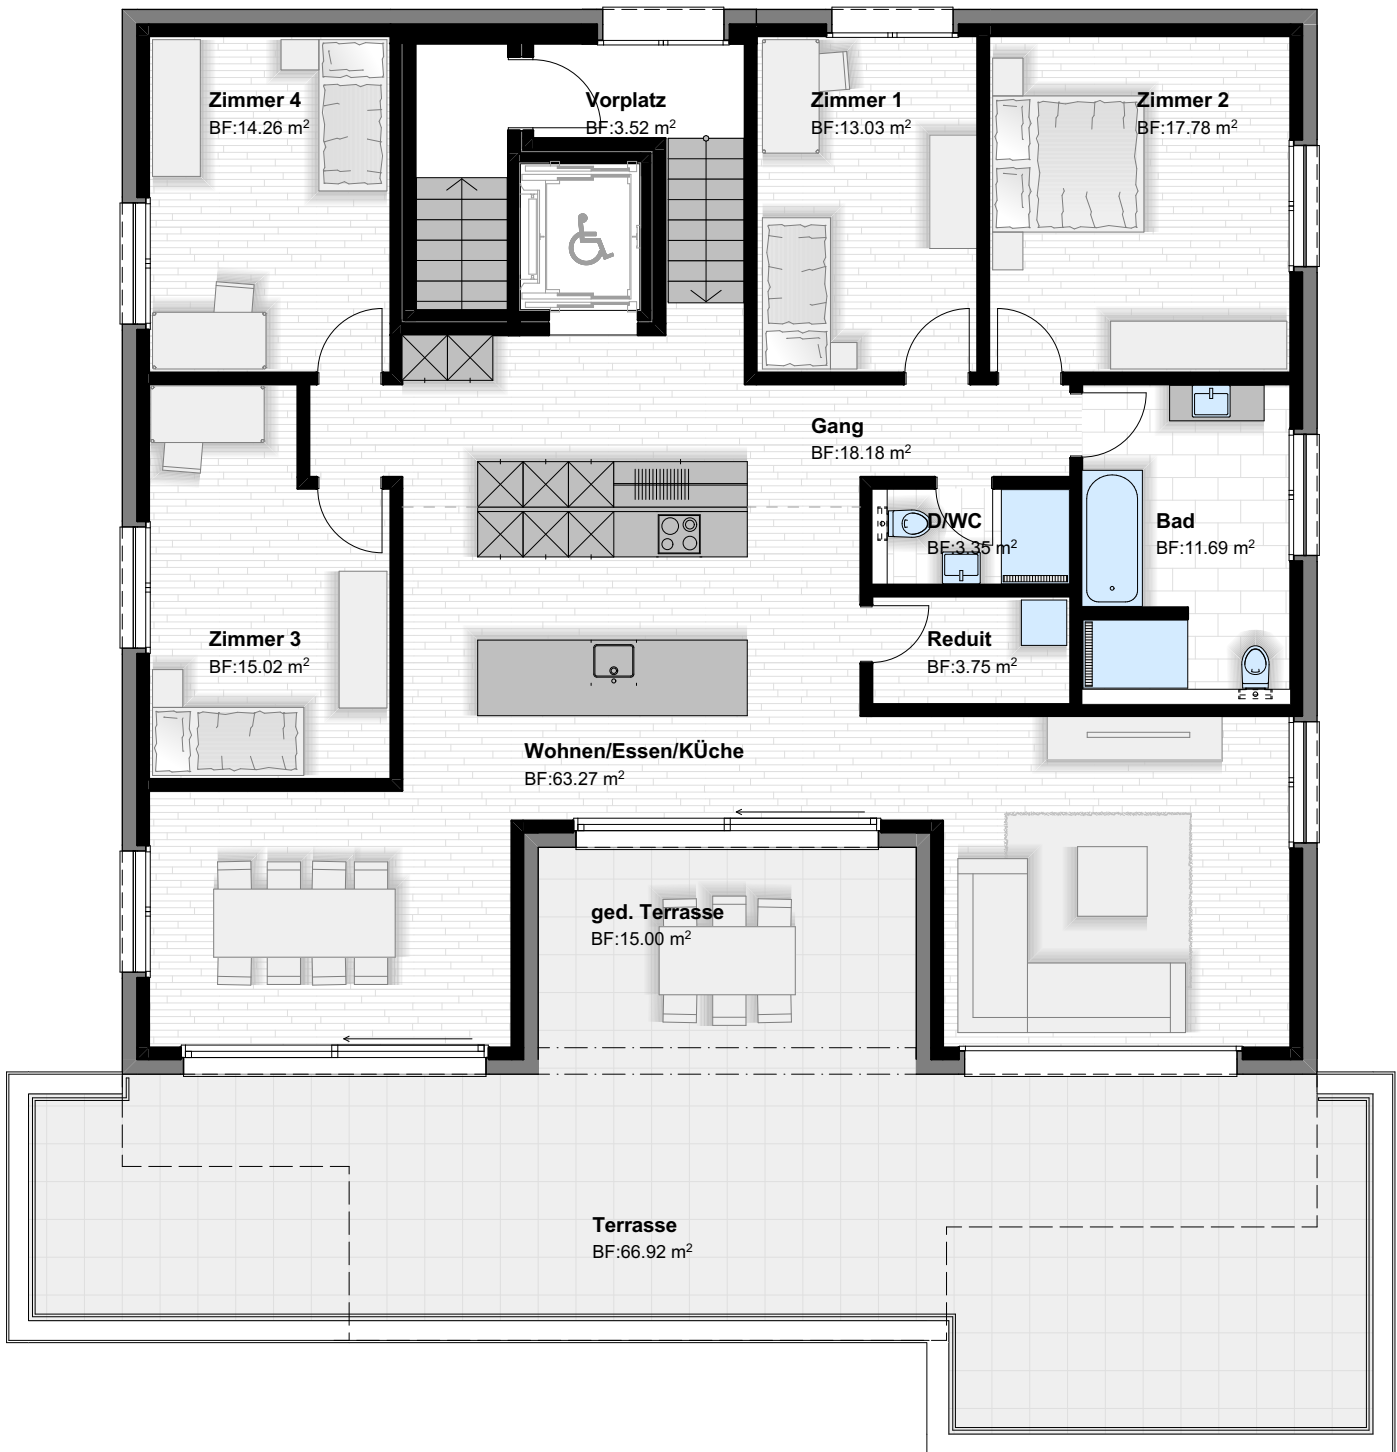 Zimmer 4
BF:14.26 m²
Vorplatz
BF:3.52 m²
Zimmer 1
BF:13.03 m²
Zimmer 2
BF:17.78 m²
Gang
BF:18.18 m²
D/WC
BF:3.35 m²
Bad
BF:11.69 m²
Zimmer 3
BF:15.02 m²
Reduit
BF:3.75 m²
Wohnen/Essen/KÜche
BF:63.27 m²
ged. Terrasse
BF:15.00 m²
Terrasse
BF:66.92 m²